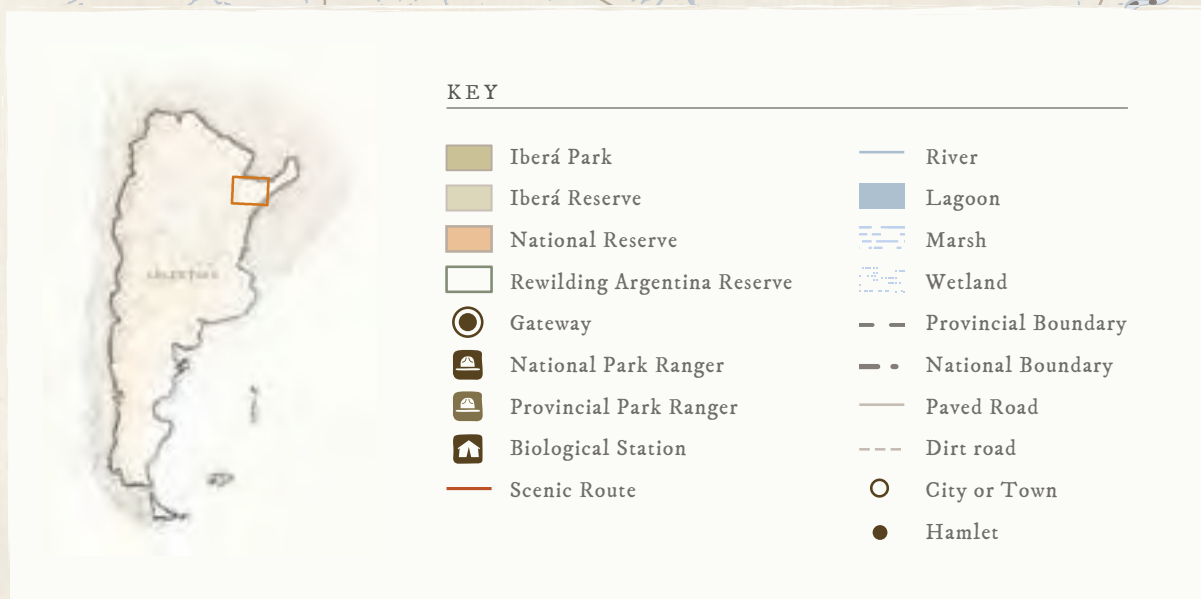 KEY
Iberá Park
Iberá Reserve
National Reserve
Rewilding Argentina Reserve
Gateway
National Park Ranger
Provincial Park Ranger
Biological Station
Scenic Route
River
Lagoon
Marsh
Wetland
Provincial Boundary
National Boundary
Paved Road
Dirt road
City or Town
Hamlet